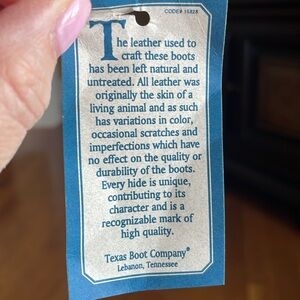 CODE# 15828
The leather used to
craft these boots
has been left natural and
untreated. All leather was
originally the skin of a
living animal and as such
has variations in color,
occasional scratches and
imperfections which have
no effect on the quality or
durability of the boots.
Every hide is unique,
contributing to its
character and is a
recognizable mark of
high quality.
Texas Boot Company®
Lebanon, Tennessee